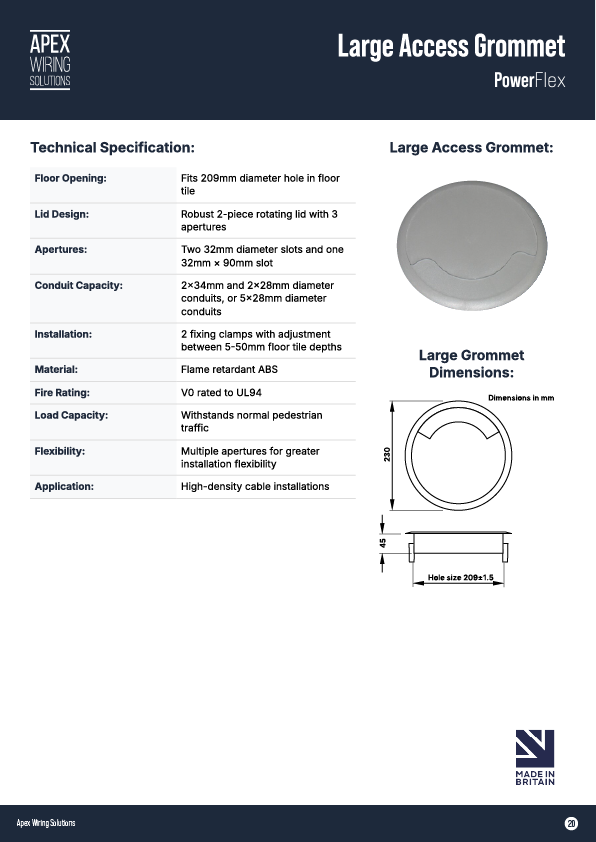 APEX
WIRING
SOLUTIONS
Large Access Grommet
PowerFlex
Technical Specification:
Floor Opening:
Fits 209mm diameter hole in floor
tile
Lid Design:
Robust 2-piece rotating lid with 3
apertures
Apertures:
Two 32mm diameter slots and one
32mm × 90mm slot
Conduit Capacity:
2×34mm and 2×28mm diameter
conduits, or 5×28mm diameter
conduits
Installation:
2 fixing clamps with adjustment
between 5-50mm floor tile depths
Material:
Flame retardant ABS
Fire Rating:
V0 rated to UL94
Load Capacity:
Withstands normal pedestrian
traffic
Flexibility:
Multiple apertures for greater
installation flexibility
Application:
High-density cable installations
Large Access Grommet:
Large Grommet
Dimensions:
Dimensions in mm
230
45
Hole size 209±1.5
MADE IN
BRITAIN
Apex Wiring Solutions
20